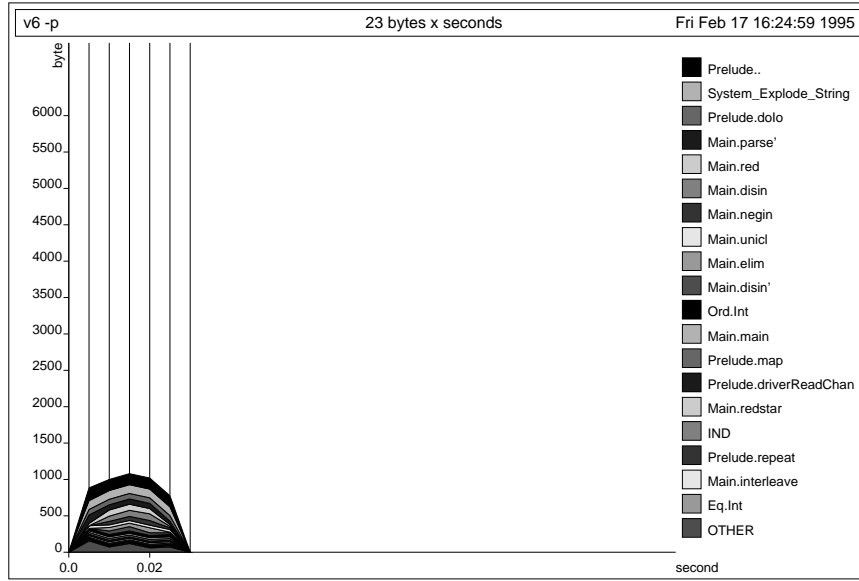 v6 -p 23 bytes x seconds Fri Feb 17 16:24:59 1995
byte
6000
5500
5000
4500
4000
3500
3000
2500
2000
1500
1000
500
0
0.0 0.02 second
Prelude..
System_Explode_String
Prelude.doIo
Main.parse'
Main.red
Main.disin
Main.negin
Main.unicl
Main.elim
Main.disin'
Ord.Int
Main.main
Prelude.map
Prelude.driverReadChan
Main.redstar
IND
Prelude.repeat
Main.interleave
Eq.Int
OTHER